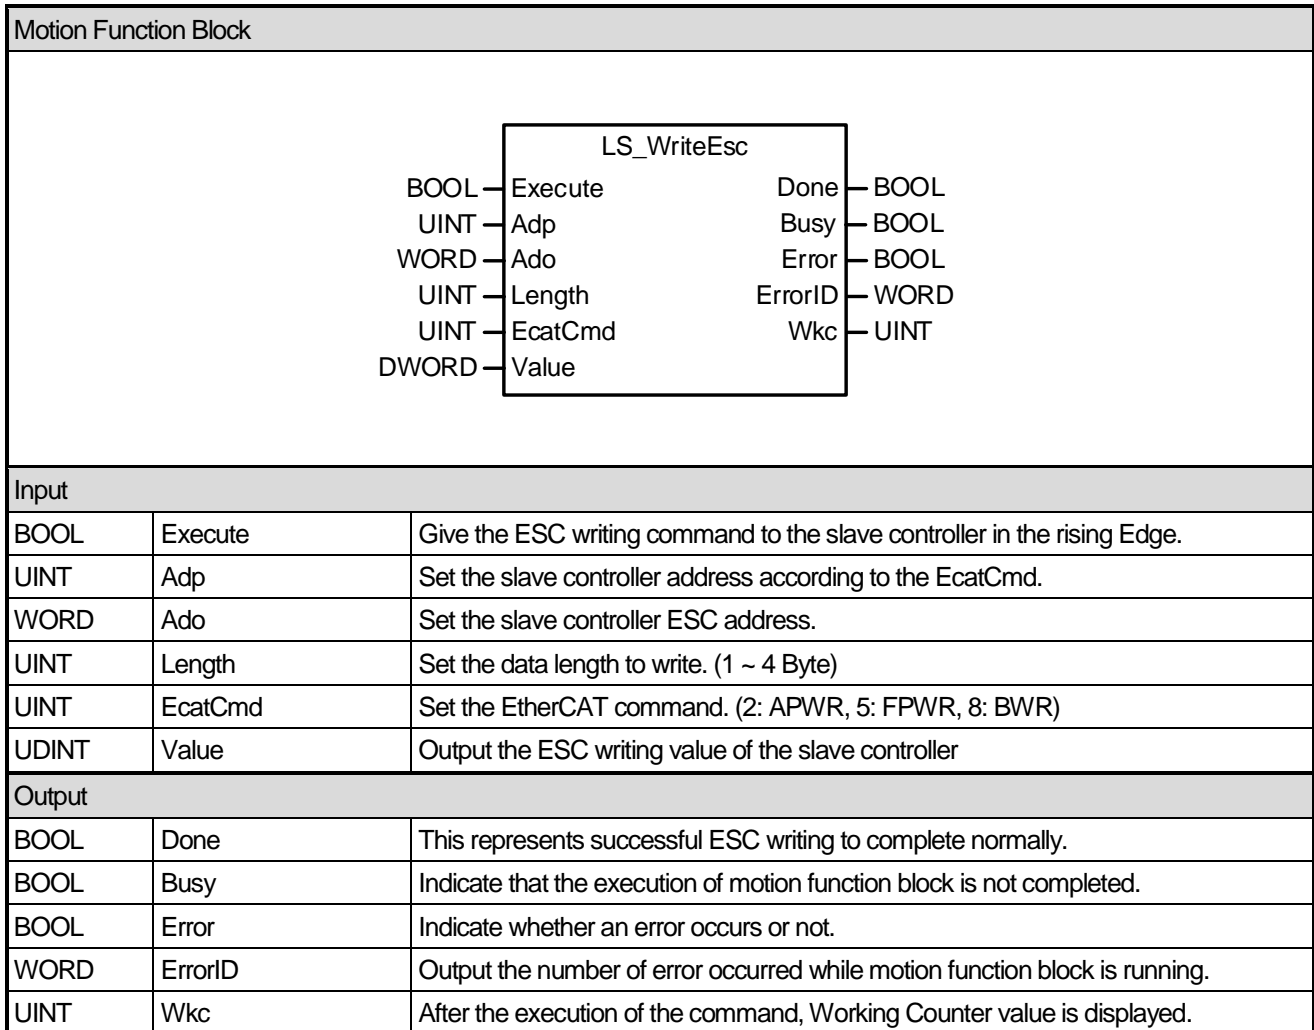 Motion Function Block
LS_WriteEsc
BOOL Execute Done BOOL
UINT Adp Busy BOOL
WORD Ado Error BOOL
UINT Length ErrorID WORD
UINT EcatCmd Wkc UINT
DWORD Value
Input
BOOL Execute Give the ESC writing command to the slave controller in the rising Edge.
UINT Adp Set the slave controller address according to the EcatCmd.
WORD Ado Set the slave controller ESC address.
UINT Length Set the data length to write. (1 ~ 4 Byte)
UINT EcatCmd Set the EtherCAT command. (2: APWR, 5: FPWR, 8: BWR)
UDINT Value Output the ESC writing value of the slave controller
Output
BOOL Done This represents successful ESC writing to complete normally.
BOOL Busy Indicate that the execution of motion function block is not completed.
BOOL Error Indicate whether an error occurs or not.
WORD ErrorID Output the number of error occurred while motion function block is running.
UINT Wkc After the execution of the command, Working Counter value is displayed.